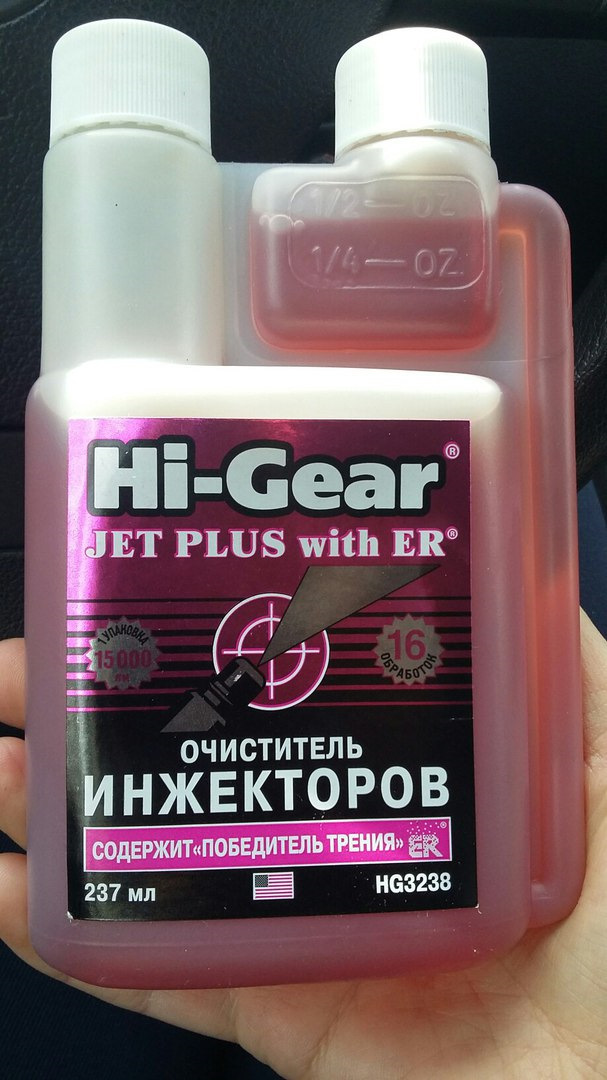 1/2 — OZ
1/4 — OZ
Hi-Gear®
JET PLUS with ER®
1 УПАКОВКА
15000
КМ
16
ОБРАБОТОК
ОЧИСТИТЕЛЬ
ИНЖЕКТОРОВ
СОДЕРЖИТ «ПОБЕДИТЕЛЬ ТРЕНИЯ» ER®
237 мл
HG3238